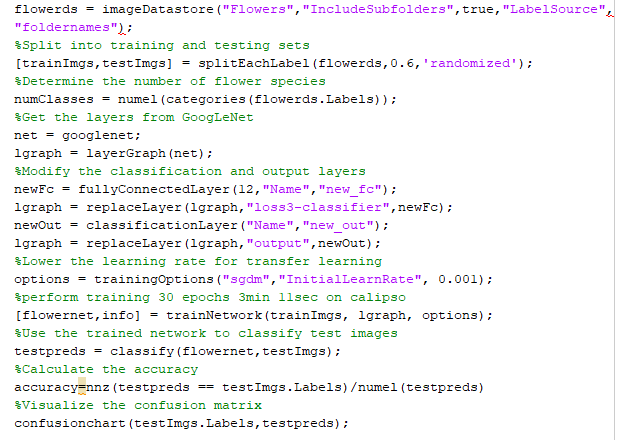 flowerds = imageDatastore("Flowers","IncludeSubfolders",true,"LabelSource",
"foldernames");
%Split into training and testing sets
[trainImgs,testImgs] = splitEachLabel(flowerds,0.6,'randomized');
%Determine the number of flower species
numClasses = numel(categories(flowerds.Labels));
%Get the layers from GoogLeNet
net = googlenet;
lgraph = layerGraph(net);
%Modify the classification and output layers
newFc = fullyConnectedLayer(12,"Name","new_fc");
lgraph = replaceLayer(lgraph,"loss3-classifier",newFc);
newOut = classificationLayer("Name","new_out");
lgraph = replaceLayer(lgraph,"output",newOut);
%Lower the learning rate for transfer learning
options = trainingOptions("sgdm","InitialLearnRate", 0.001);
%perform training 30 epochs 3min 11sec on calipso
[flowernet,info] = trainNetwork(trainImgs, lgraph, options);
%Use the trained network to classify test images
testpreds = classify(flowernet,testImgs);
%Calculate the accuracy
accuracy=nnz(testpreds == testImgs.Labels)/numel(testpreds)
%Visualize the confusion matrix
confusionchart(testImgs.Labels,testpreds);